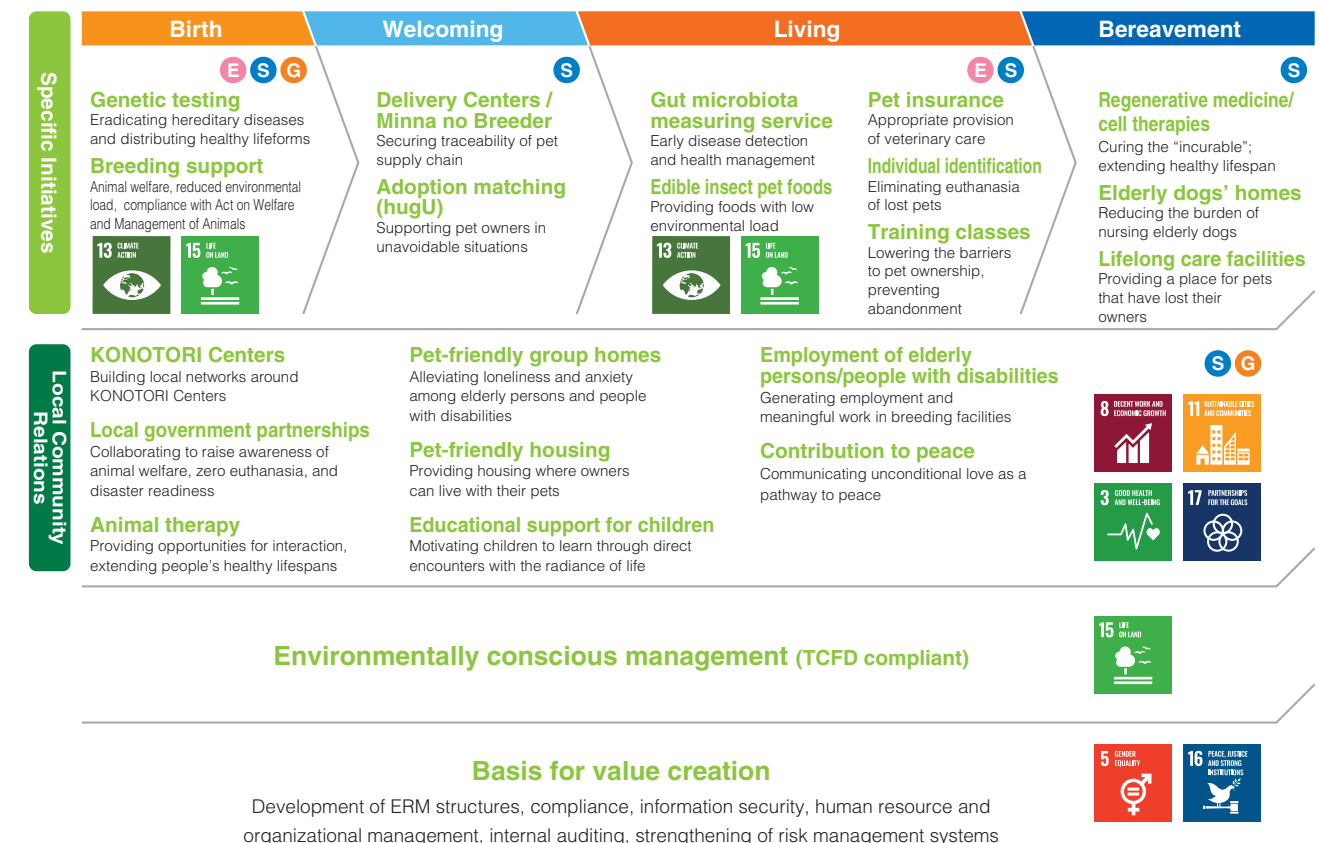 Specific Initiatives
Birth
E S G
Genetic testing
Eradicating hereditary diseases
and distributing healthy lifeforms
Breeding support
Animal welfare, reduced environmental
load, compliance with Act on Welfare
and Management of Animals
13 CLIMATE
ACTION
15 LIFE
ON LAND
Welcoming
S
Delivery Centers /
Minna no Breeder
Securing traceability of pet
supply chain
Adoption matching
(hugU)
Supporting pet owners in
unavoidable situations
Living
E S
Gut microbiota
measuring service
Early disease detection
and health management
Edible insect pet foods
Providing foods with low
environmental load
13 CLIMATE
ACTION
15 LIFE
ON LAND
Pet insurance
Appropriate provision
of veterinary care
Individual identification
Eliminating euthanasia
of lost pets
Training classes
Lowering the barriers
to pet ownership,
preventing
abandonment
Bereavement
S
Regenerative medicine/
cell therapies
Curing the “incurable”;
extending healthy lifespan
Elderly dogs’ homes
Reducing the burden of
nursing elderly dogs
Lifelong care facilities
Providing a place for pets
that have lost their
owners
Local Community
Relations
KONOTORI Centers
Building local networks around
KONOTORI Centers
Local government partnerships
Collaborating to raise awareness of
animal welfare, zero euthanasia, and
disaster readiness
Animal therapy
Providing opportunities for interaction,
extending people’s healthy lifespans
Pet-friendly group homes
Alleviating loneliness and anxiety
among elderly persons and people
with disabilities
Pet-friendly housing
Providing housing where owners
can live with their pets
Educational support for children
Motivating children to learn through direct
encounters with the radiance of life
Employment of elderly
persons/people with disabilities
Generating employment and
meaningful work in breeding facilities
Contribution to peace
Communicating unconditional love as a
pathway to peace
S G
8 DECENT WORK AND
ECONOMIC GROWTH
11 SUSTAINABLE CITIES
AND COMMUNITIES
3 GOOD HEALTH
AND WELL-BEING
17 PARTNERSHIPS
FOR THE GOALS
Environmentally conscious management (TCFD compliant)
15 LIFE
ON LAND
Basis for value creation
Development of ERM structures, compliance, information security, human resource and
organizational management, internal auditing, strengthening of risk management systems
5 GENDER
EQUALITY
16 PEACE, JUSTICE
AND STRONG
INSTITUTIONS